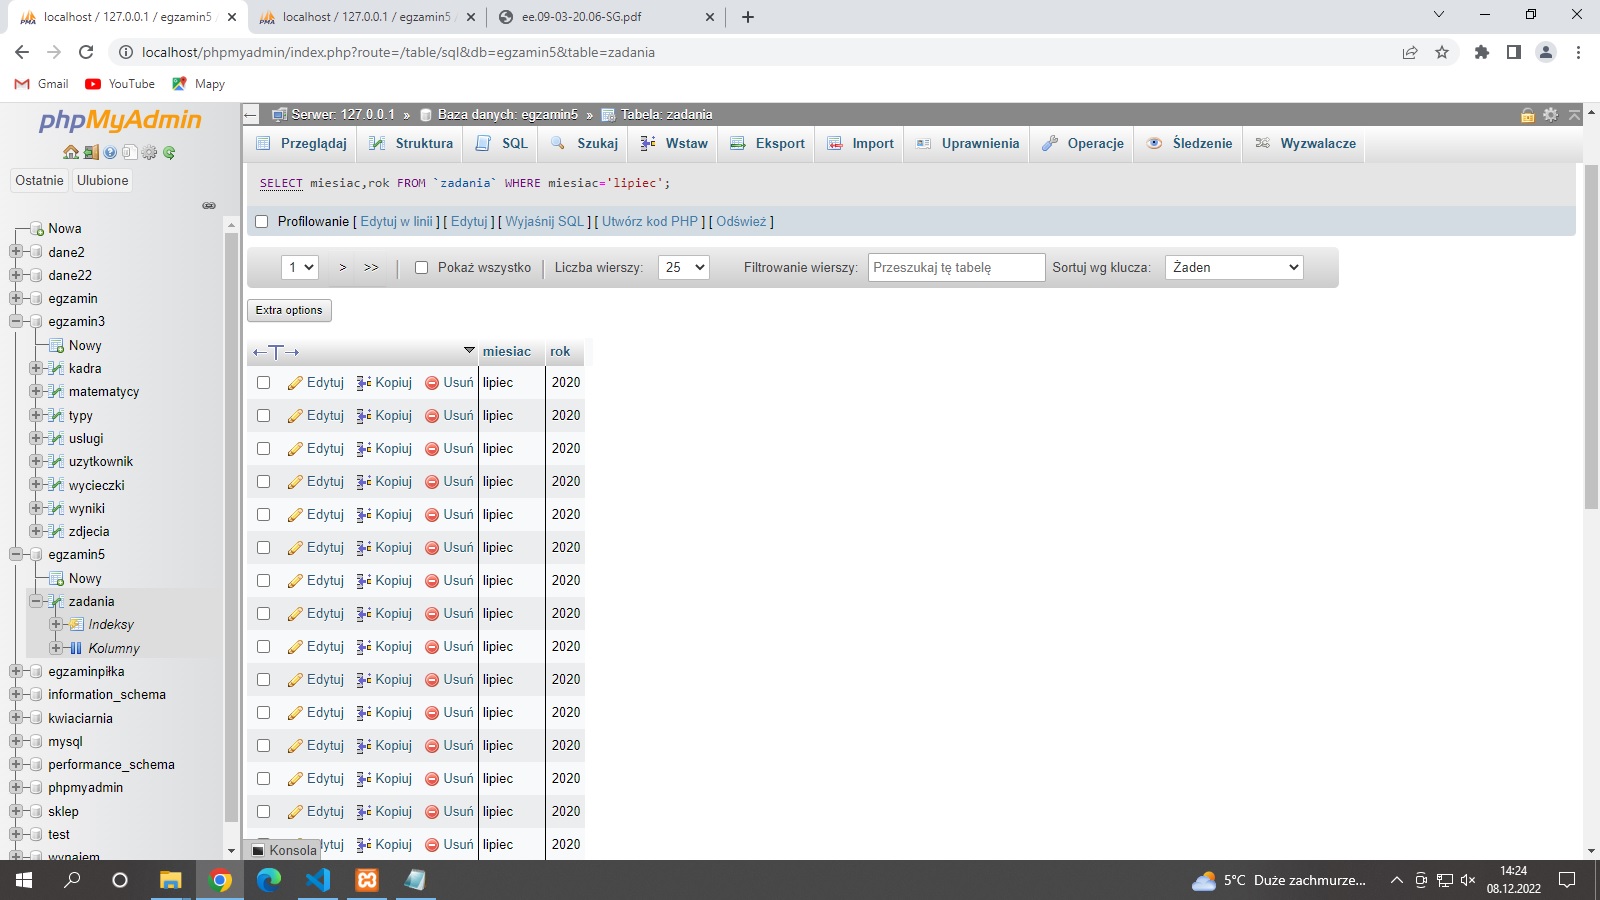 localhost / 127.0.0.1 / egzamin5
localhost / 127.0.0.1 / egzamin5
ee.09-03-20.06-SG.pdf
localhost/phpmyadmin/index.php?route=/table/sql&db=egzamin5&table=zadania
Gmail
YouTube
Mapy
phpMyAdmin
Ostatnie
Ulubione
Nowa
dane2
dane22
egzamin
egzamin3
Nowy
kadra
matematycy
typy
uslugi
uzytkownik
wycieczki
wyniki
zdjecia
egzamin5
Nowy
zadania
Indeksy
Kolumny
egzaminpiłka
information_schema
kwiaciarnia
mysql
performance_schema
phpmyadmin
sklep
test
wynajem
Serwer: 127.0.0.1 » Baza danych: egzamin5 » Tabela: zadania
Przeglądaj Struktura SQL Szukaj Wstaw Eksport Import Uprawnienia Operacje Śledzenie Wyzwalacze
SELECT miesiac,rok FROM `zadania` WHERE miesiac='lipiec';
Profilowanie [ Edytuj w linii ] [ Edytuj ] [ Wyjaśnij SQL ] [ Utwórz kod PHP ] [ Odśwież ]
1 > >> Pokaż wszystko Liczba wierszy: 25 Filtrowanie wierszy: Przeszukaj tę tabelę Sortuj wg klucza: Żaden
Extra options
←T→ miesiac rok
Edytuj Kopiuj Usuń lipiec 2020
Edytuj Kopiuj Usuń lipiec 2020
Edytuj Kopiuj Usuń lipiec 2020
Edytuj Kopiuj Usuń lipiec 2020
Edytuj Kopiuj Usuń lipiec 2020
Edytuj Kopiuj Usuń lipiec 2020
Edytuj Kopiuj Usuń lipiec 2020
Edytuj Kopiuj Usuń lipiec 2020
Edytuj Kopiuj Usuń lipiec 2020
Edytuj Kopiuj Usuń lipiec 2020
Edytuj Kopiuj Usuń lipiec 2020
Edytuj Kopiuj Usuń lipiec 2020
Edytuj Kopiuj Usuń lipiec 2020
Edytuj Kopiuj Usuń lipiec 2020
ytuj Kopiuj Usuń lipiec 2020
Konsola
5°C Duże zachmurze...
14:24
08.12.2022